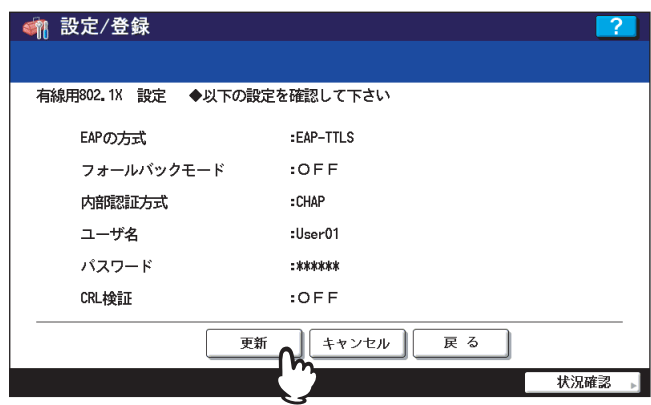 設定/登録 ?
有線用802.1X 設定 ◆以下の設定を確認して下さい
EAPの方式 :EAP-TTLS
フォールバックモード :OFF
内部認証方式 :CHAP
ユーザ名 :User01
パスワード :******
CRL検証 :OFF
更新 キャンセル 戻る
状況確認